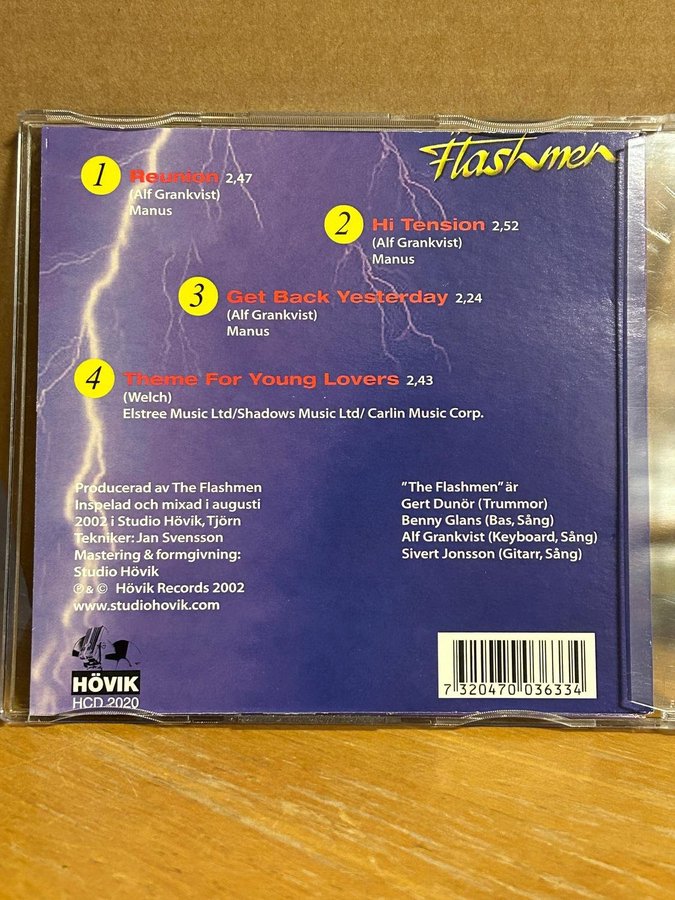 Flashmen
1 Reunion 2,47
(Alf Grankvist)
Manus
2 Hi Tension 2,52
(Alf Grankvist)
Manus
3 Get Back Yesterday 2,24
(Alf Grankvist)
Manus
4 Theme For Young Lovers 2,43
(Welch)
Elstree Music Ltd/Shadows Music Ltd/ Carlin Music Corp.
Producerad av The Flashmen
Inspelad och mixad i augusti
2002 i Studio Hövik, Tjörn
Tekniker: Jan Svensson
Mastering & formgivning:
Studio Hövik
℗ & © Hövik Records 2002
www.studiohovik.com
"The Flashmen" är
Gert Dunör (Trummor)
Benny Glans (Bas, Sång)
Alf Grankvist (Keyboard, Sång)
Sivert Jonsson (Gitarr, Sång)
HÖVIK
HCD 2020
7 320470 036334